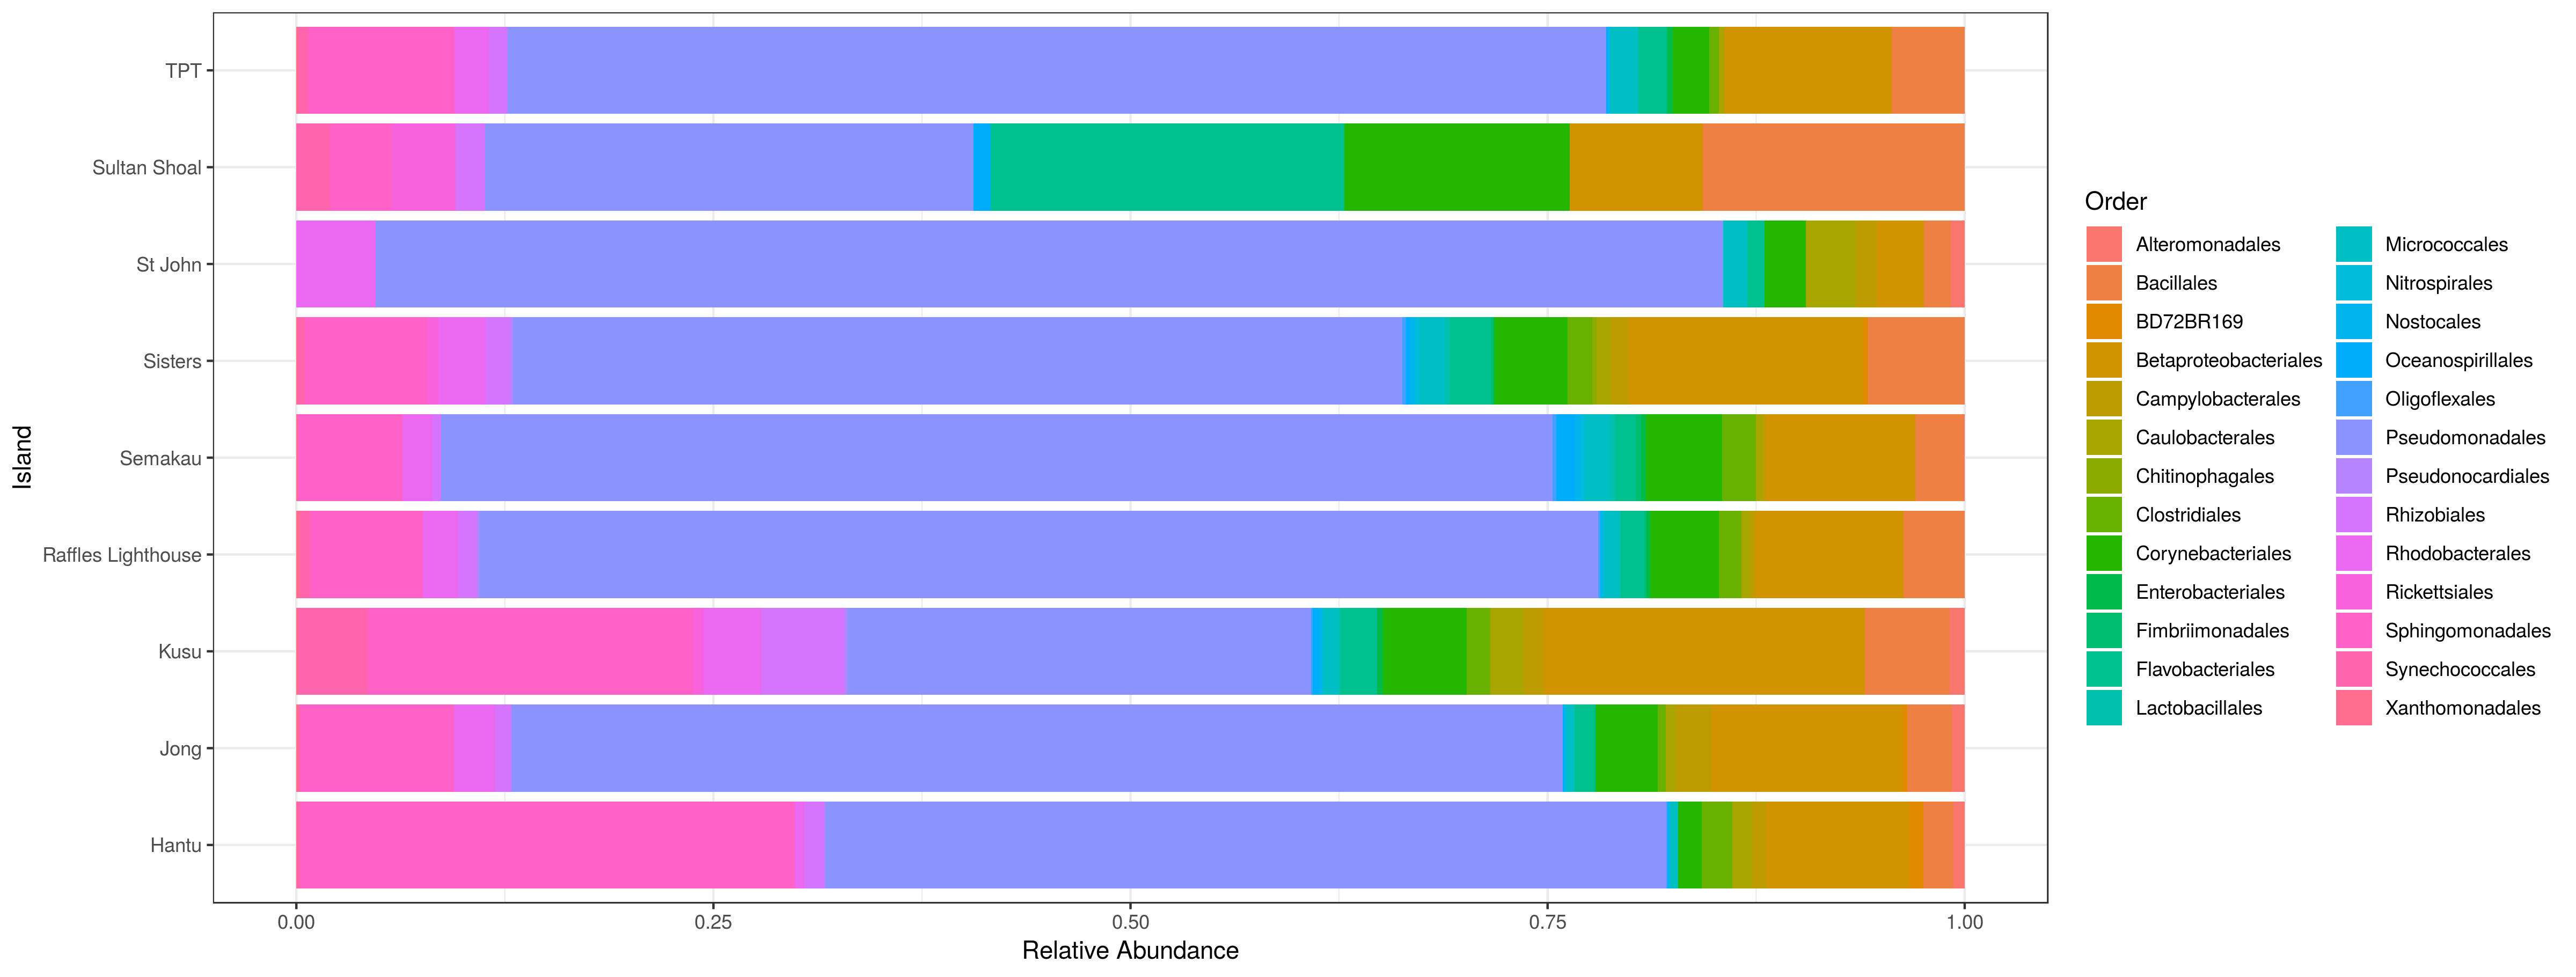 TPT
Sultan Shoal
St John
Sisters
Semakau
Raffles Lighthouse
Kusu
Jong
Hantu
Island
0.00 0.25 0.50 0.75 1.00
Relative Abundance
Order
Alteromonadales
Bacillales
BD72BR169
Betaproteobacteriales
Campylobacterales
Caulobacterales
Chitinophagales
Clostridiales
Corynebacteriales
Enterobacteriales
Fimbriimonadales
Flavobacteriales
Lactobacillales
Micrococcales
Nitrospirales
Nostocales
Oceanospirillales
Oligoflexales
Pseudomonadales
Pseudonocardiales
Rhizobiales
Rhodobacterales
Rickettsiales
Sphingomonadales
Synechococcales
Xanthomonadales